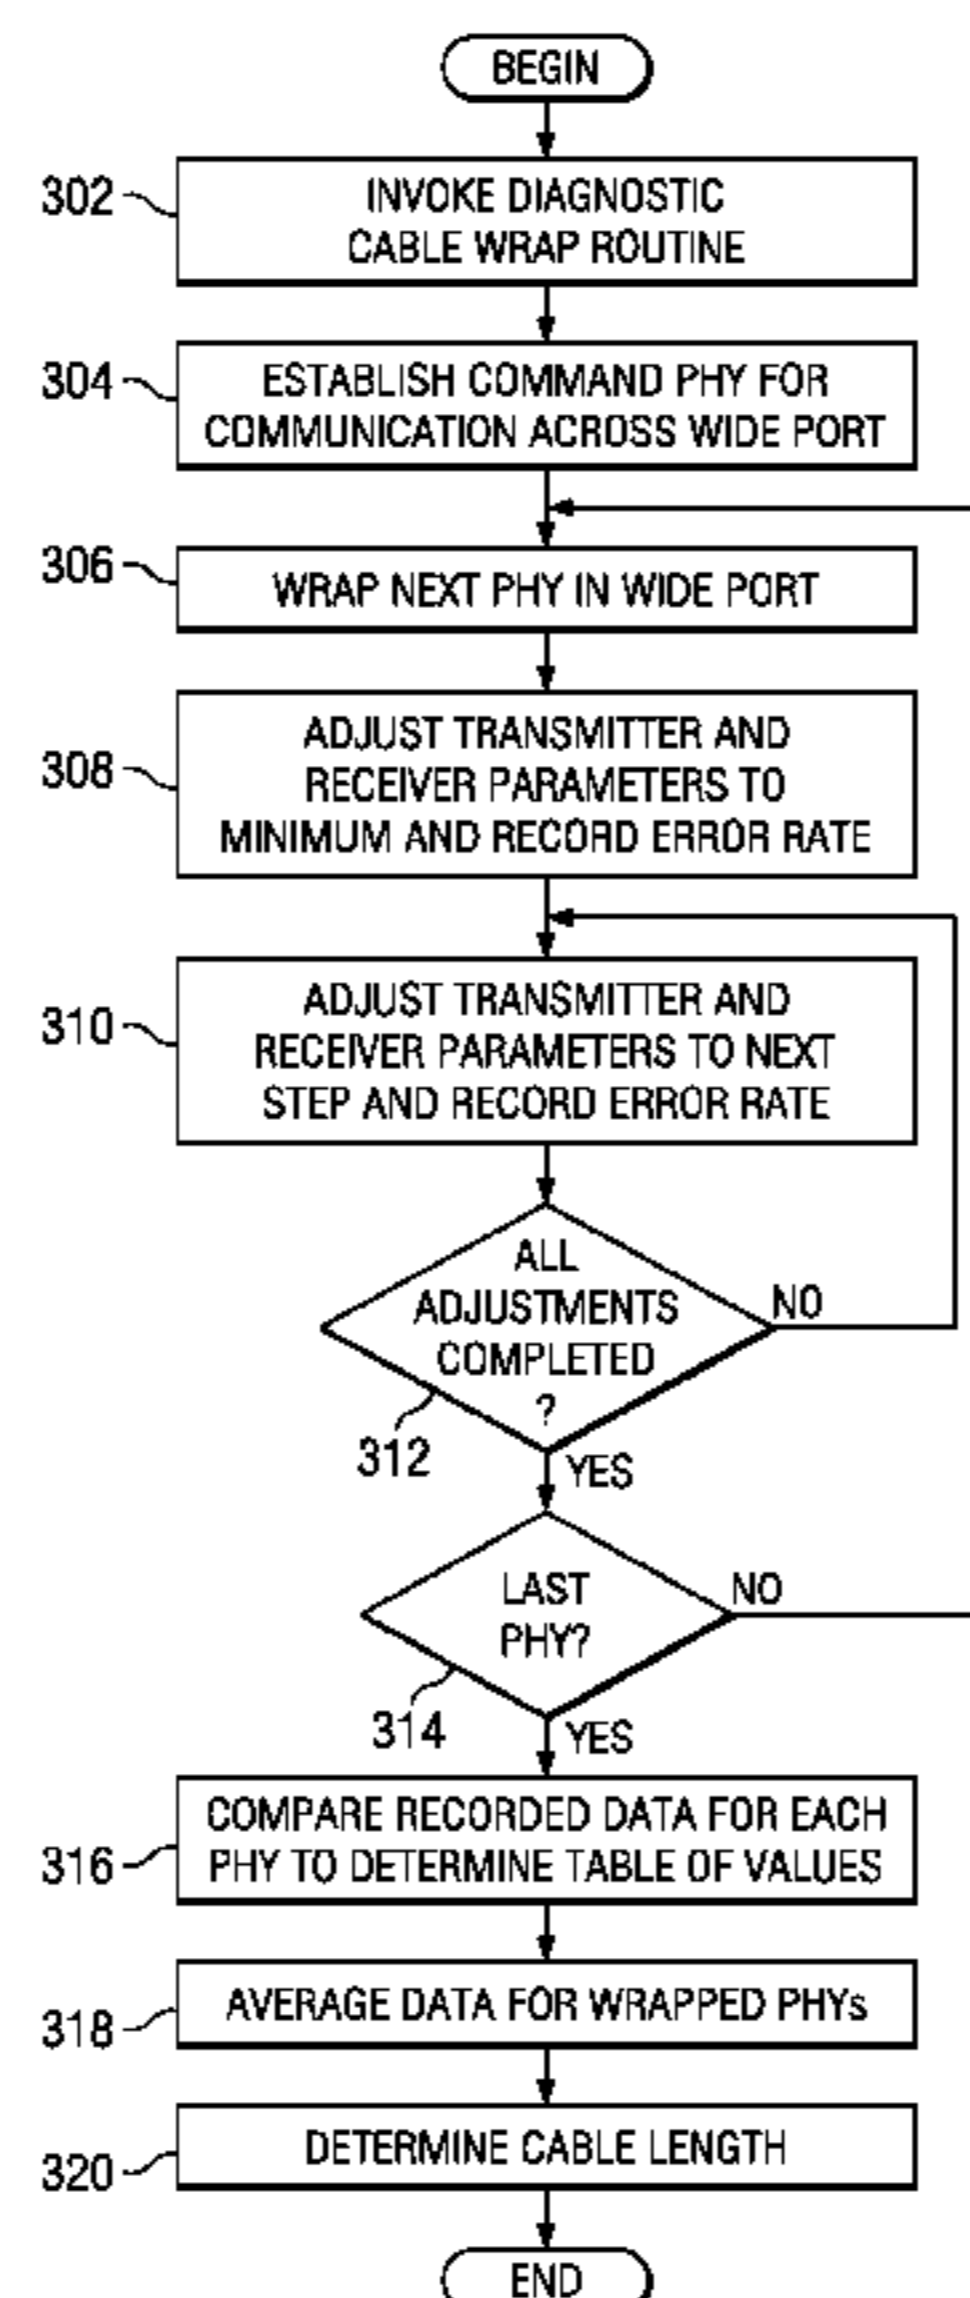 BEGIN
302
INVOKE DIAGNOSTIC
CABLE WRAP ROUTINE
304
ESTABLISH COMMAND PHY FOR
COMMUNICATION ACROSS WIDE PORT
306
WRAP NEXT PHY IN WIDE PORT
308
ADJUST TRANSMITTER AND
RECEIVER PARAMETERS TO
MINIMUM AND RECORD ERROR RATE
310
ADJUST TRANSMITTER AND
RECEIVER PARAMETERS TO NEXT
STEP AND RECORD ERROR RATE
ALL
ADJUSTMENTS
COMPLETED
?
NO
312
YES
LAST
PHY?
NO
314
YES
316
COMPARE RECORDED DATA FOR EACH
PHY TO DETERMINE TABLE OF VALUES
318
AVERAGE DATA FOR WRAPPED PHYs
320
DETERMINE CABLE LENGTH
END